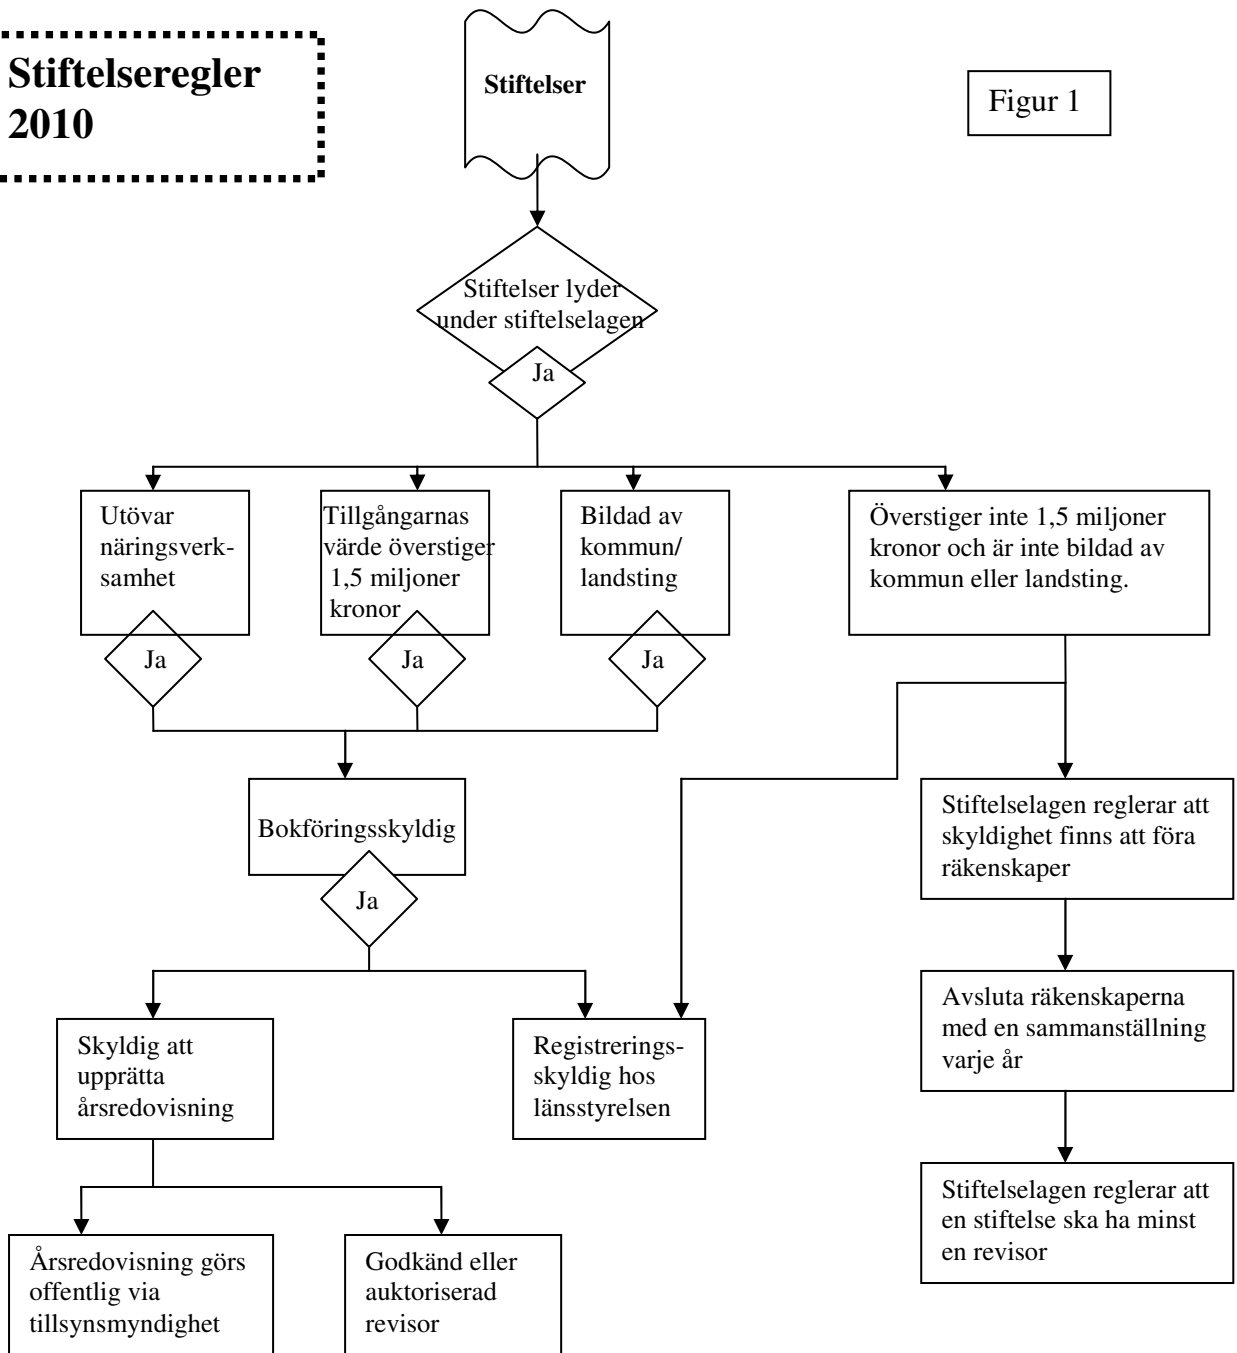 Stiftelseregler
2010
Stiftelser
Figur 1
Stiftelser lyder
under stiftelselagen
Ja
Utövar
näringsverk-
samhet
Ja
Tillgångarnas
värde överstiger
1,5 miljoner
kronor
Ja
Bildad av
kommun/
landsting
Ja
Överstiger inte 1,5 miljoner
kronor och är inte bildad av
kommun eller landsting.
Bokföringsskyldig
Ja
Stiftelselagen reglerar att
skyldighet finns att föra
räkenskaper
Skyldig att
upprätta
årsredovisning
Registrerings-
skyldig hos
länsstyrelsen
Avsluta räkenskaperna
med en sammanställning
varje år
Årsredovisning görs
offentlig via
tillsynsmyndighet
Godkänd eller
auktoriserad
revisor
Stiftelselagen reglerar att
en stiftelse ska ha minst
en revisor